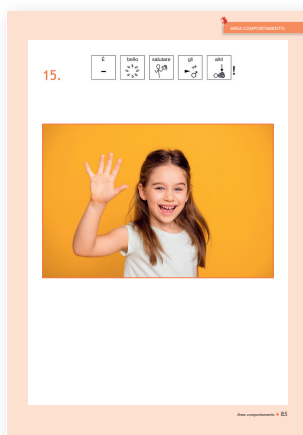 AREA COMPORTAMENTO
15.
È bello salutare gli altri !
Area comportamento • 85